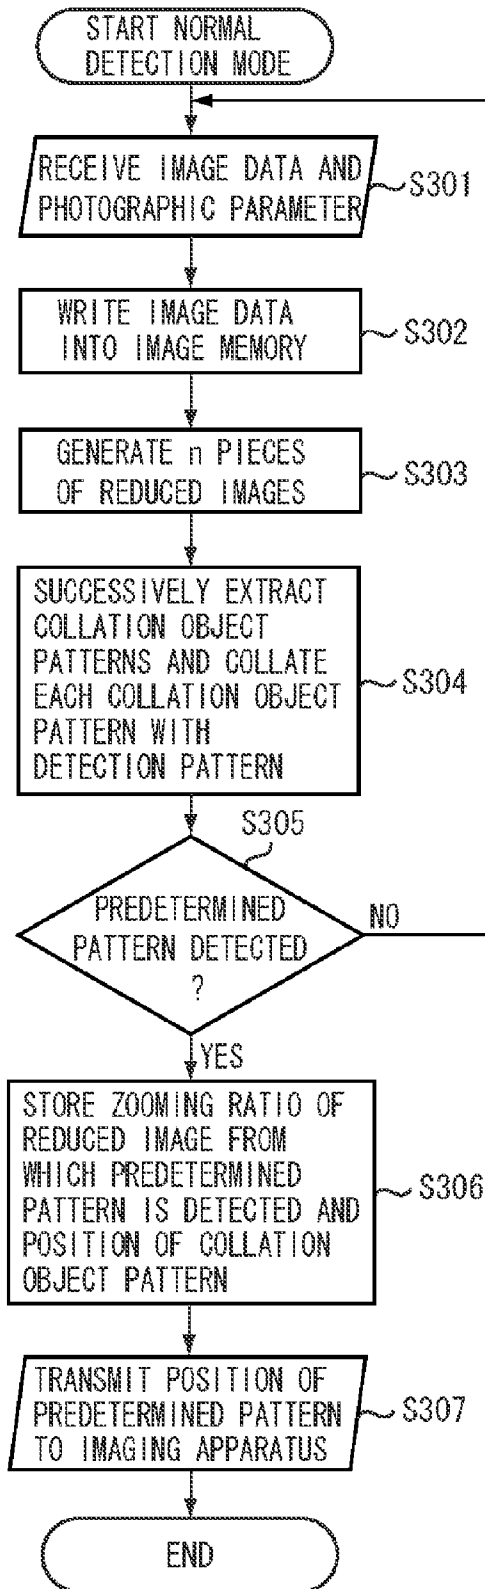 START NORMAL
DETECTION MODE
RECEIVE IMAGE DATA AND
PHOTOGRAPHIC PARAMETER
S301
WRITE IMAGE DATA
INTO IMAGE MEMORY
S302
GENERATE n PIECES
OF REDUCED IMAGES
S303
SUCCESSIVELY EXTRACT
COLLATION OBJECT
PATTERNS AND COLLATE
EACH COLLATION OBJECT
PATTERN WITH
DETECTION PATTERN
S304
S305
PREDETERMINED
PATTERN DETECTED
?
NO
YES
STORE ZOOMING RATIO OF
REDUCED IMAGE FROM
WHICH PREDETERMINED
PATTERN IS DETECTED AND
POSITION OF COLLATION
OBJECT PATTERN
S306
TRANSMIT POSITION OF
PREDETERMINED PATTERN
TO IMAGING APPARATUS
S307
END